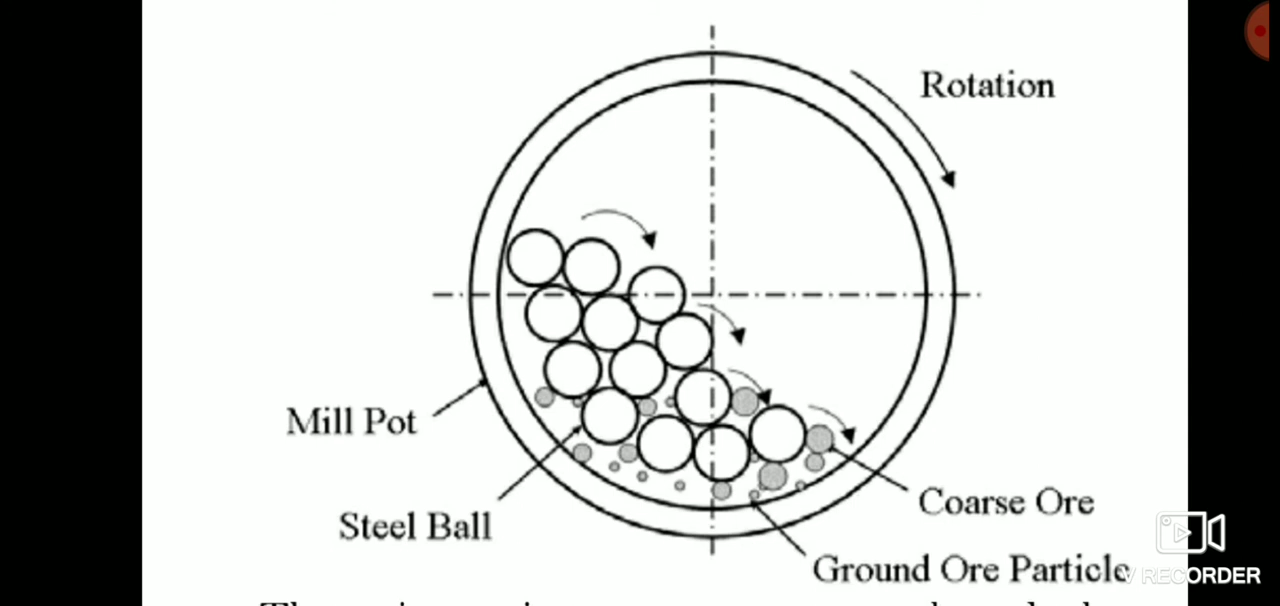 Rotation
Mill Pot
Steel Ball
Coarse Ore
Ground Ore Particle
V RECORDER